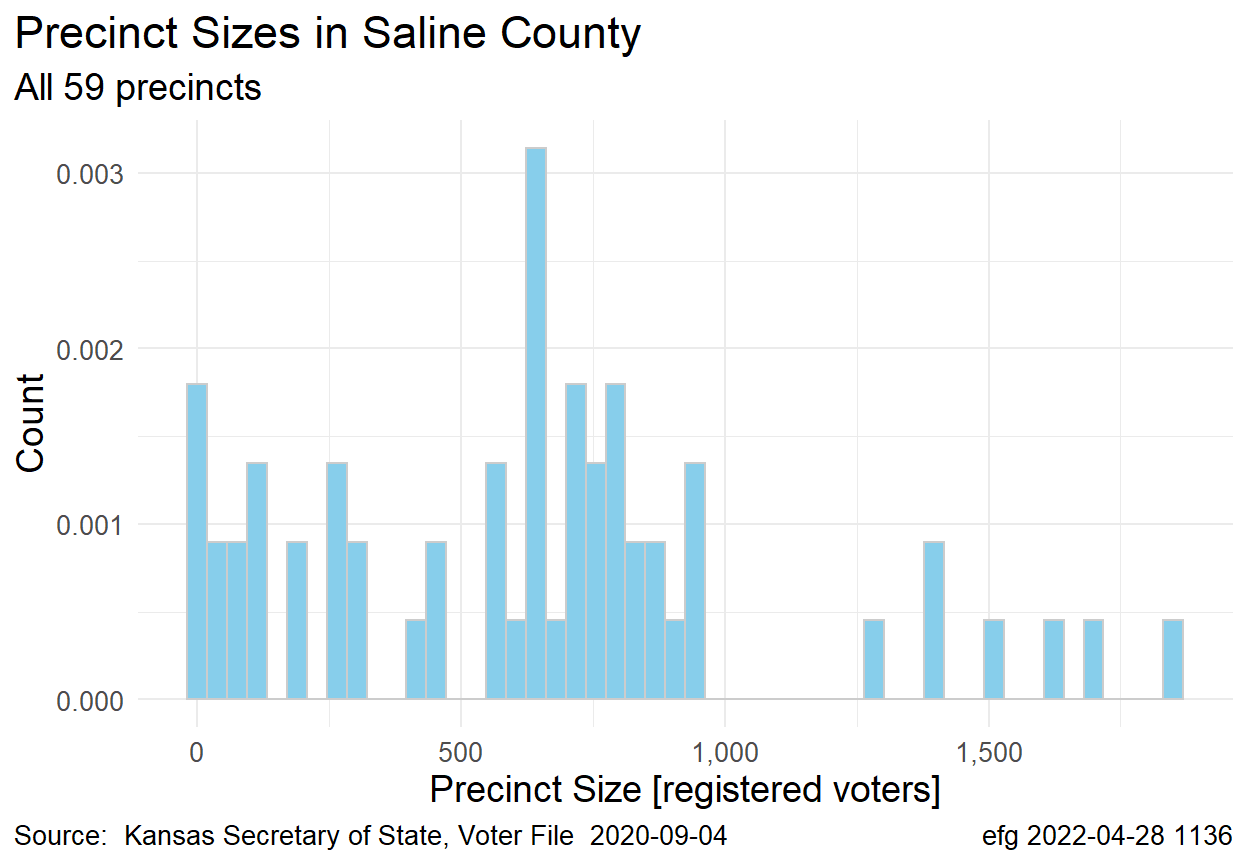 Precinct Sizes in Saline County
All 59 precincts
0.003
0.002
0.001
0.000
Count
0 500 1,000 1,500
Precinct Size [registered voters]
Source:  Kansas Secretary of State, Voter File  2020-09-04 efg 2022-04-28 1136